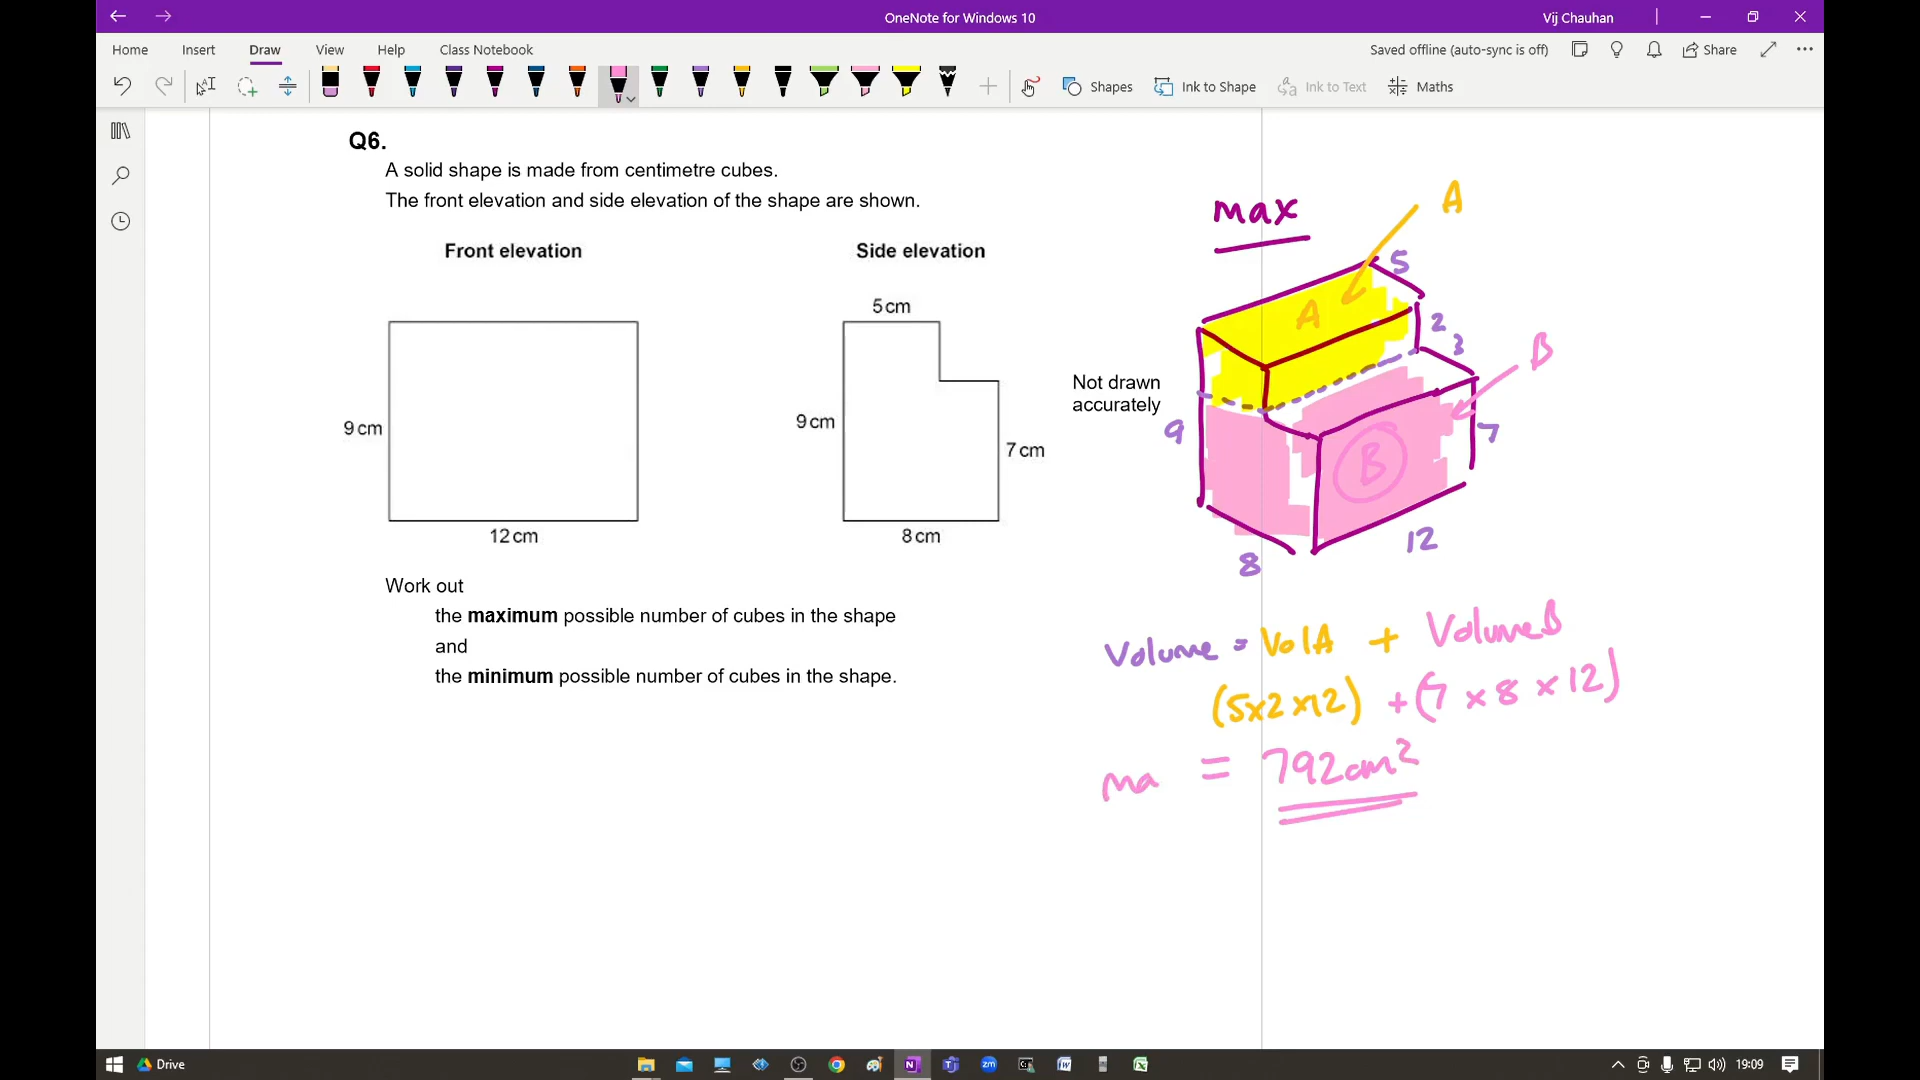 OneNote for Windows 10
Vij Chauhan
Home Insert Draw View Help Class Notebook
Saved offline (auto-sync is off) Share
Shapes Ink to Shape Ink to Text Maths
Q6.
A solid shape is made from centimetre cubes.
The front elevation and side elevation of the shape are shown.
Front elevation
Side elevation
9 cm
12 cm
5 cm
9 cm
7 cm
8 cm
Not drawn
accurately
Work out
the maximum possible number of cubes in the shape
and
the minimum possible number of cubes in the shape.
max
A
5
A
2
3
B
9
7
B
8
12
Volume = Vol A + Volume B
(5x2x12) + (7 x 8 x 12)
ma = 792cm²
Drive
19:09